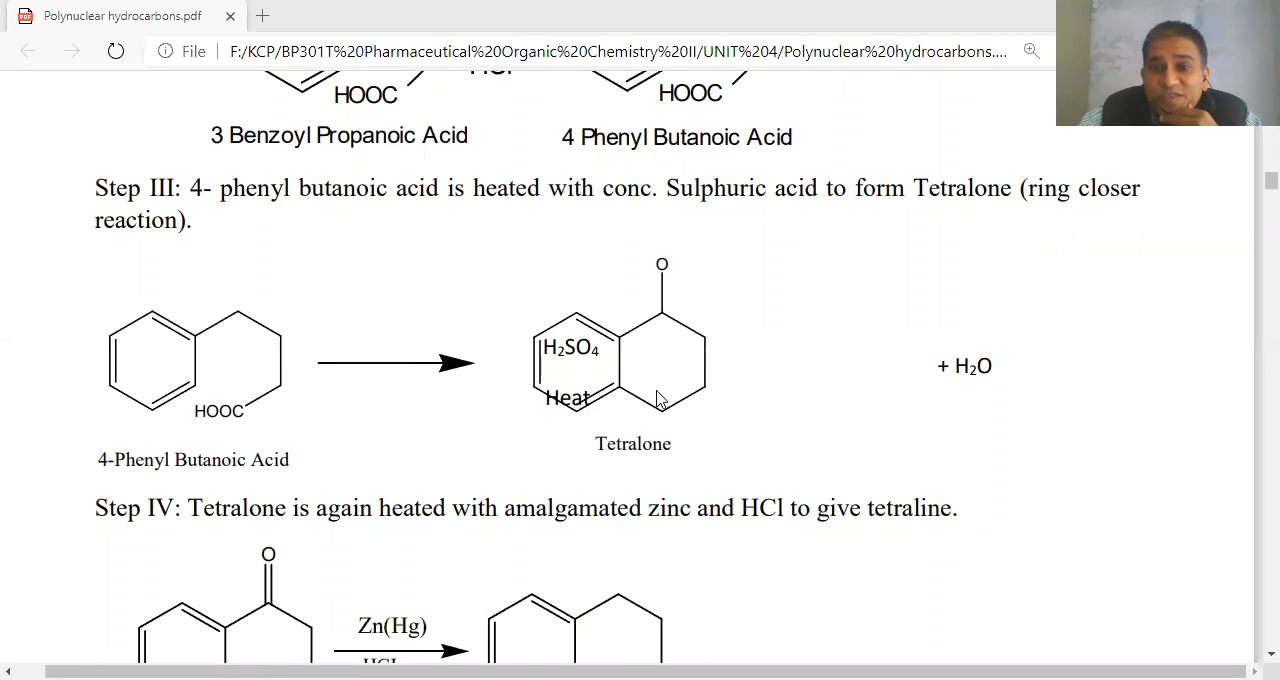 Polynuclear hydrocarbons.pdf
File
F:/KCP/BP301T%20Pharmaceutical%20Organic%20Chemistry%20II/UNIT%204/Polynuclear%20hydrocarbons....
HOOC HOOC
3 Benzoyl Propanoic Acid 4 Phenyl Butanoic Acid
Step III: 4- phenyl butanoic acid is heated with conc. Sulphuric acid to form Tetralone (ring closer
reaction).
O
H₂SO₄
+ H₂O
Heat
HOOC
Tetralone
4-Phenyl Butanoic Acid
Step IV: Tetralone is again heated with amalgamated zinc and HCl to give tetraline.
O
Zn(Hg)